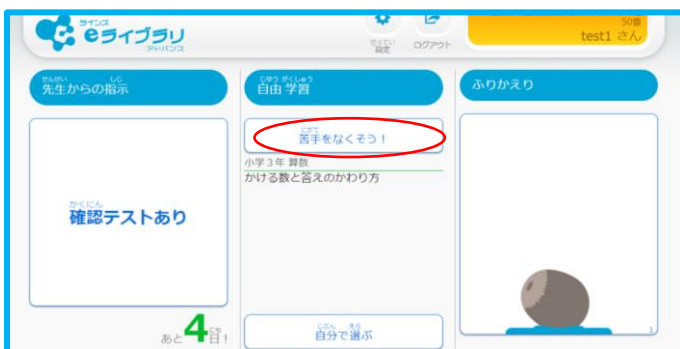 ラインズ
eライブラリ
アドバンス
せってい
設定
ログアウト
50番
test1 さん
せんせい しじ
先生からの指示
じゆう がくしゅう
自由 学習
ふりかえり
にがて
苦手をなくそう！
小学3年 算数
かける数と答えのかわり方
かくにん
確認テストあり
あと4日！
にち
じぶん えら
自分で選ぶ
1